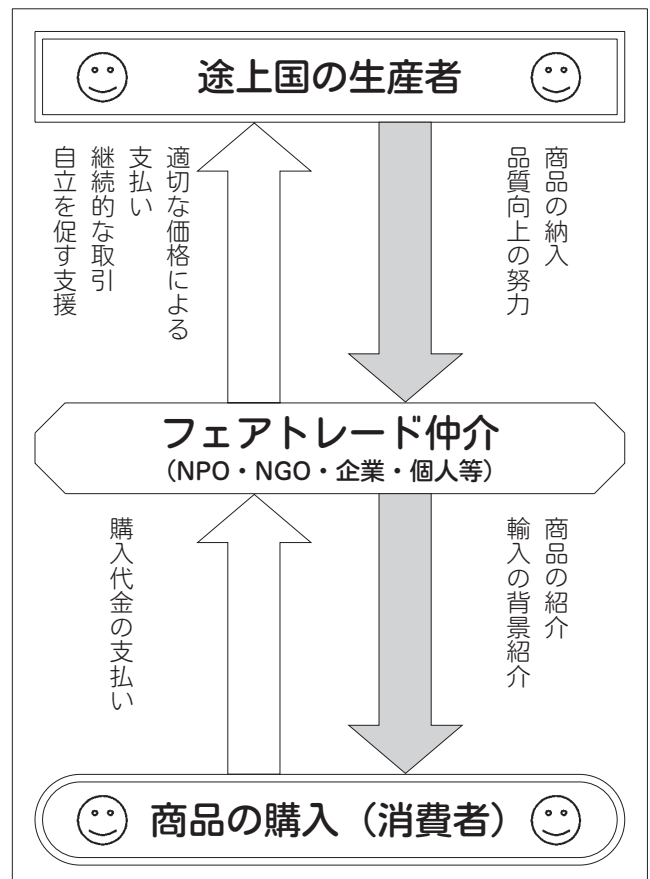 途上国の生産者
適切な価格による
支払い
継続的な取引
自立を促す支援
商品の納入
品質向上の努力
フェアトレード仲介
(NPO・NGO・企業・個人等)
購入代金の支払い
商品の紹介
輸入の背景紹介
商品の購入(消費者)